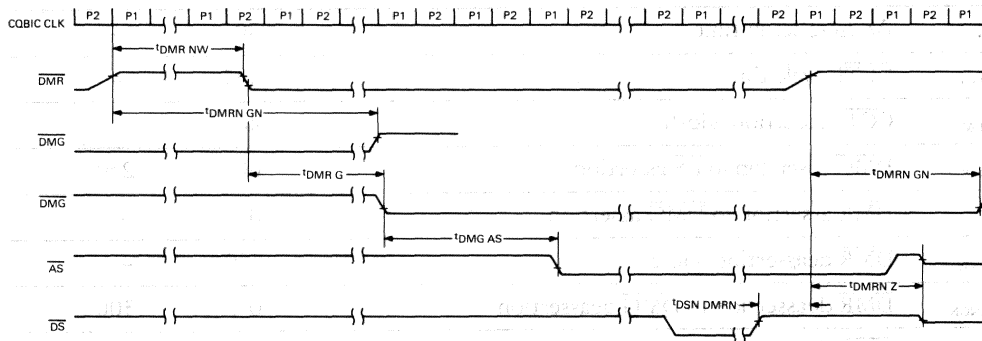 CQBIC CLK P2 P1 P1 P2 P1 P2 P1 P2 P1 P2 P1 P2 P2 P1 P2 P2 P1 P2 P1 P2 P1
tDMR NW
DMR
tDMRN GN
DMG
tDMR G
tDMRN GN
DMG
tDMG AS
AS
tDMRN Z
tDSN DMRN
DS